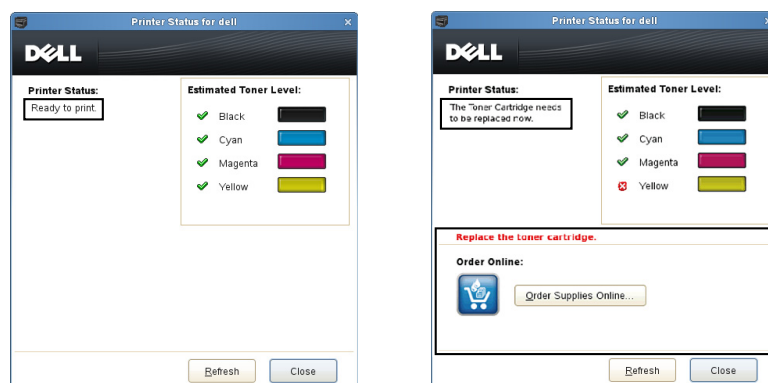 Printer Status for dell
DELL
Printer Status:
Ready to print.
Estimated Toner Level:
Black
Cyan
Magenta
Yellow
Refresh
Close
Printer Status for dell
DELL
Printer Status:
The Toner Cartridge needs
to be replaced now.
Estimated Toner Level:
Black
Cyan
Magenta
Yellow
Replace the toner cartridge.
Order Online:
Order Supplies Online...
Refresh
Close